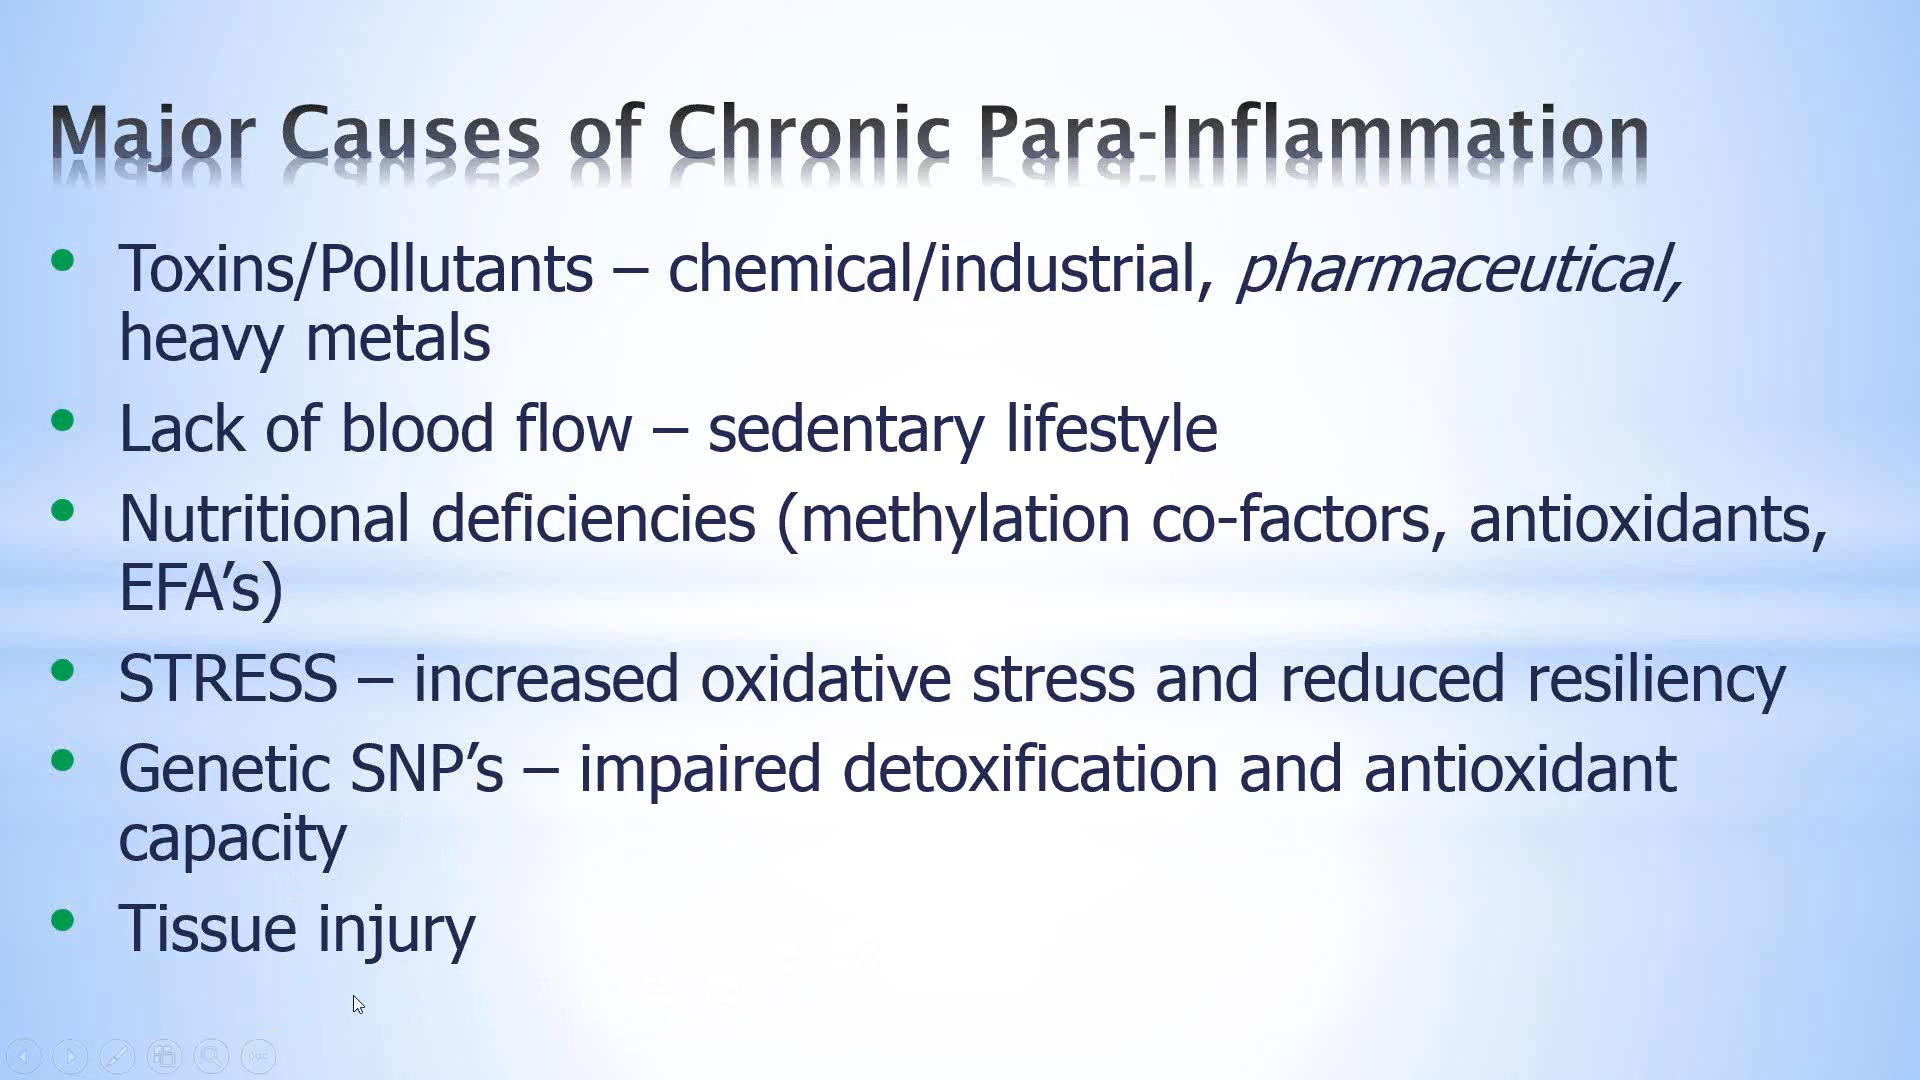 Major Causes of Chronic Para-Inflammation
• Toxins/Pollutants – chemical/industrial, pharmaceutical,
heavy metals
• Lack of blood flow – sedentary lifestyle
• Nutritional deficiencies (methylation co-factors, antioxidants,
EFA’s)
• STRESS – increased oxidative stress and reduced resiliency
• Genetic SNP’s – impaired detoxification and antioxidant
capacity
• Tissue injury